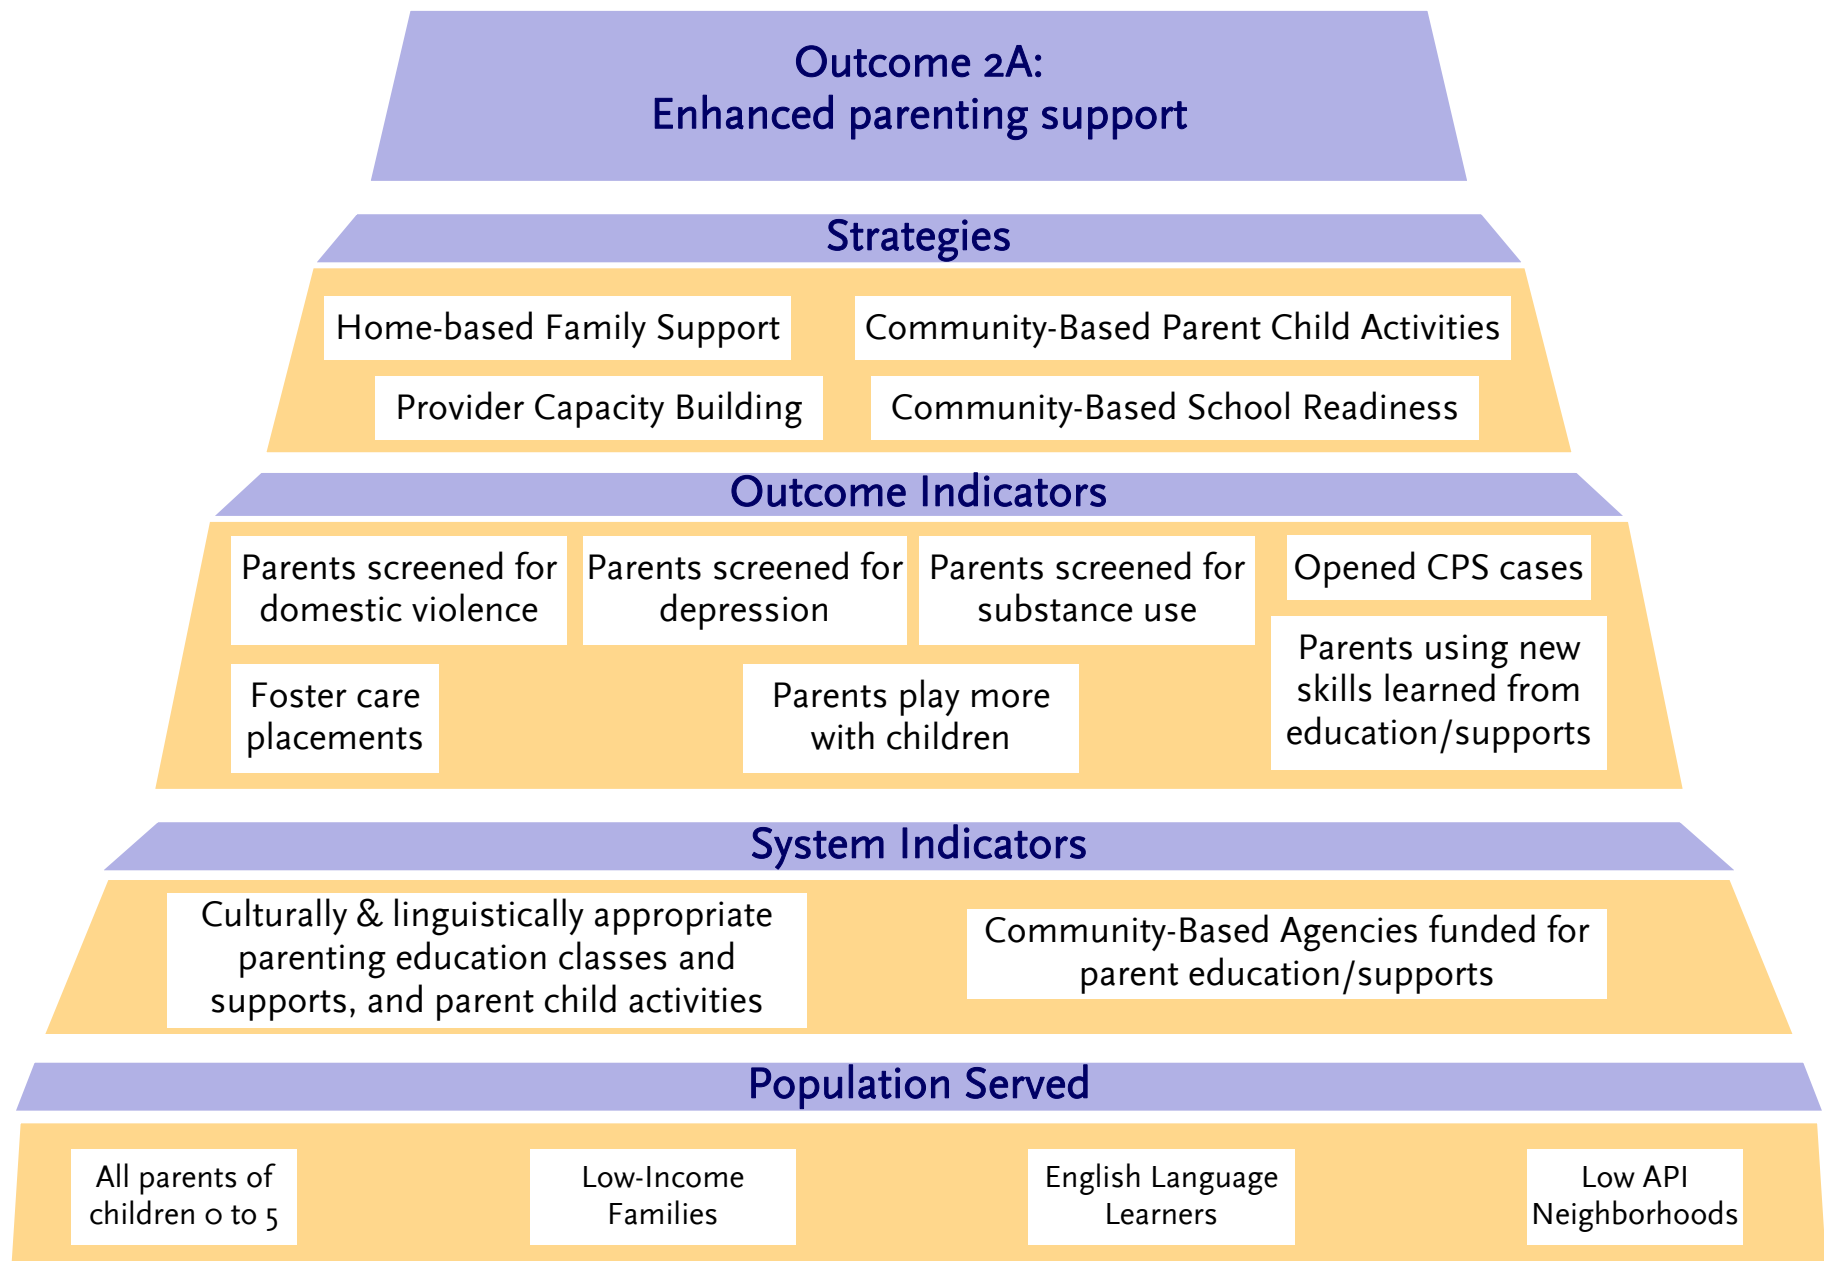 Outcome 2A:
Enhanced parenting support
Strategies
Home-based Family Support
Community-Based Parent Child Activities
Provider Capacity Building
Community-Based School Readiness
Outcome Indicators
Parents screened for
domestic violence
Parents screened for
depression
Parents screened for
substance use
Opened CPS cases
Foster care
placements
Parents play more
with children
Parents using new
skills learned from
education/supports
System Indicators
Culturally & linguistically appropriate
parenting education classes and
supports, and parent child activities
Community-Based Agencies funded for
parent education/supports
Population Served
All parents of
children 0 to 5
Low-Income
Families
English Language
Learners
Low API
Neighborhoods